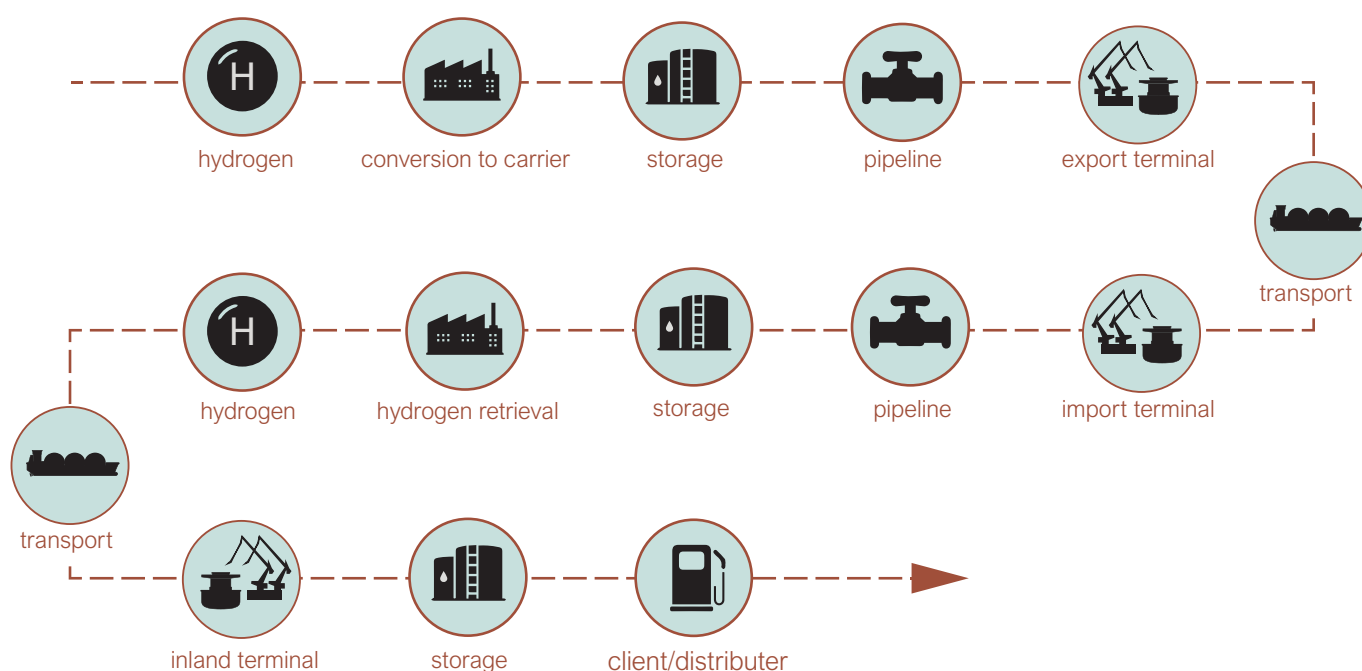 H
hydrogen
conversion to carrier
storage
pipeline
export terminal
transport
import terminal
pipeline
storage
hydrogen retrieval
H
hydrogen
transport
inland terminal
storage
client/distributer